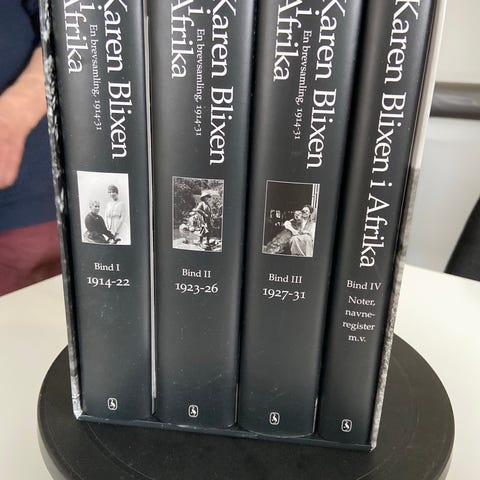 Karen Blixen
i Afrika
En brevsamling, 1914-31
Bind I
1914-22
Karen Blixen
i Afrika
En brevsamling, 1914-31
Bind II
1923-26
Karen Blixen
i Afrika
En brevsamling, 1914-31
Bind III
1927-31
Karen Blixen i Afrika
Bind IV
Noter,
navne-
register
m.v.